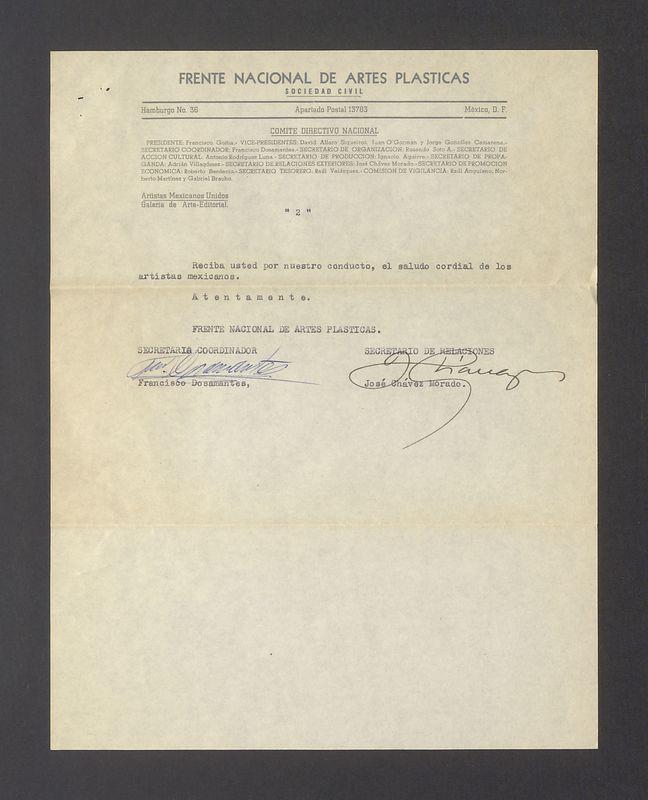 FRENTE NACIONAL DE ARTES PLASTICAS
SOCIEDAD CIVIL
Hamburgo No. 36 Apartado Postal 13783 México, D. F.
COMITE DIRECTIVO NACIONAL
PRESIDENTE: Francisco Goitia.- VICE-PRESIDENTES: David Alfaro Siqueiros, Juan O'Gorman y Jorge González Camarena.-
SECRETARIO COORDINADOR: Francisco Dosamantes.- SECRETARIO DE ORGANIZACION: Rosendo Soto A.- SECRETARIO DE
ACCION CULTURAL: Antonio Rodríguez Luna.- SECRETARIO DE PRODUCCION: Ignacio Aguirre.- SECRETARIO DE PROPA-
GANDA: Adrián Villagómez.- SECRETARIO DE RELACIONES EXTERIORES: José Chávez Morado.- SECRETARIO DE PROMOCION
ECONOMICA: Roberto Berdecio.- SECRETARIO TESORERO: Raúl Velázquez.- COMISION DE VIGILANCIA: Raúl Anguiano, Nor-
berto Martínez y Gabriel Bracho.
Artistas Mexicanos Unidos
Galería de Arte-Editorial.
" 2 "
Reciba usted por nuestro conducto, el saludo cordial de los
artistas mexicanos.
A t e n t a m e n t e.
FRENTE NACIONAL DE ARTES PLASTICAS.
SECRETARIO COORDINADOR SECRETARIO DE RELACIONES
Francisco Dosamantes, José Chávez Morado.